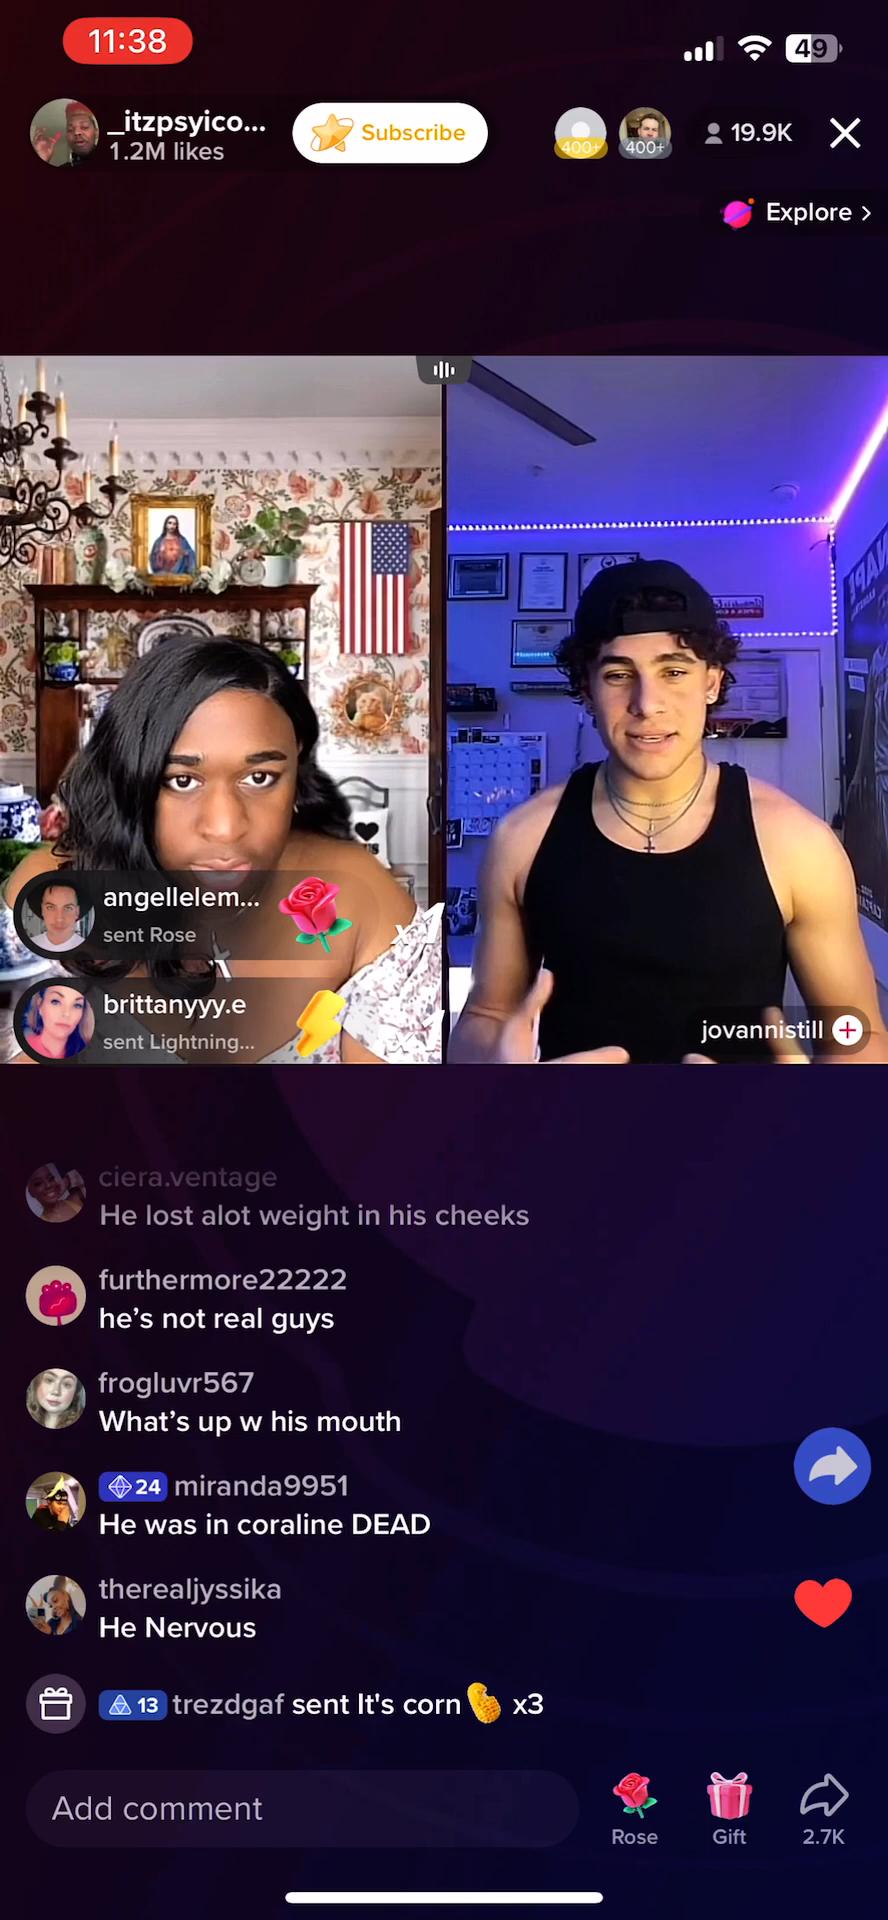 11:38
49
_itzpsyico...
1.2M likes
Subscribe
400+
400+
19.9K
Explore >
angellelem...
sent Rose
x1
brittanyyy.e
sent Lightning...
x1
jovannistill
ciera.ventage
He lost alot weight in his cheeks
furthermore22222
he's not real guys
frogluvr567
What's up w his mouth
24 miranda9951
He was in coraline DEAD
therealjyssika
He Nervous
13 trezdgaf sent It's corn x3
Add comment
Rose
Gift
2.7K